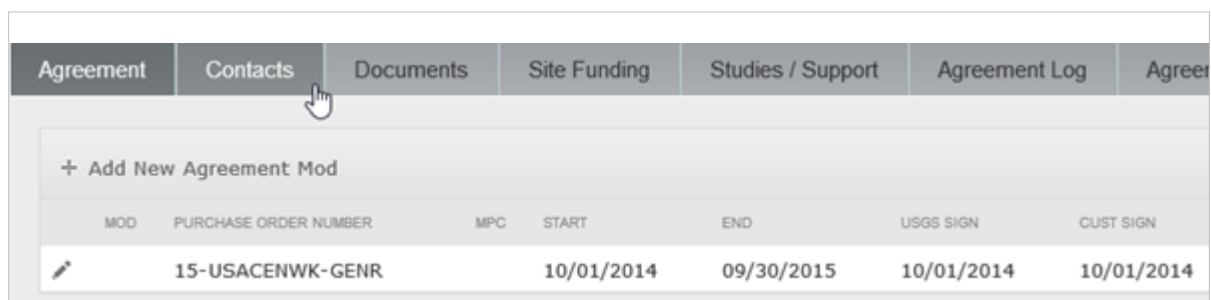 Agreement Contacts Documents Site Funding Studies / Support Agreement Log
+ Add New Agreement Mod
MOD PURCHASE ORDER NUMBER MPC START END USGS SIGN CUST SIGN
15-USACENWK-GENR 10/01/2014 09/30/2015 10/01/2014 10/01/2014